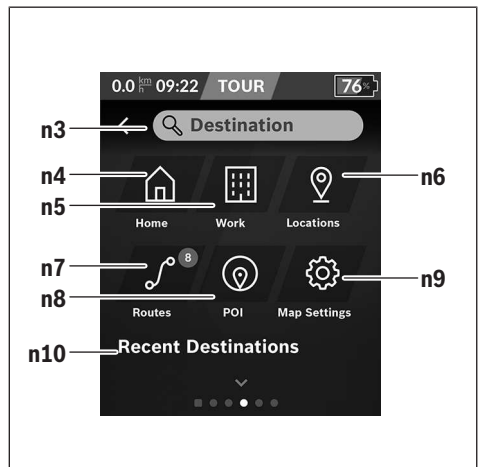 0.0 km/h 09:22 TOUR 76%
n3 Destination
n4 n6
n5
Home Work Locations
n7 8
n9
n8
Routes POI Map Settings
n10 Recent Destinations